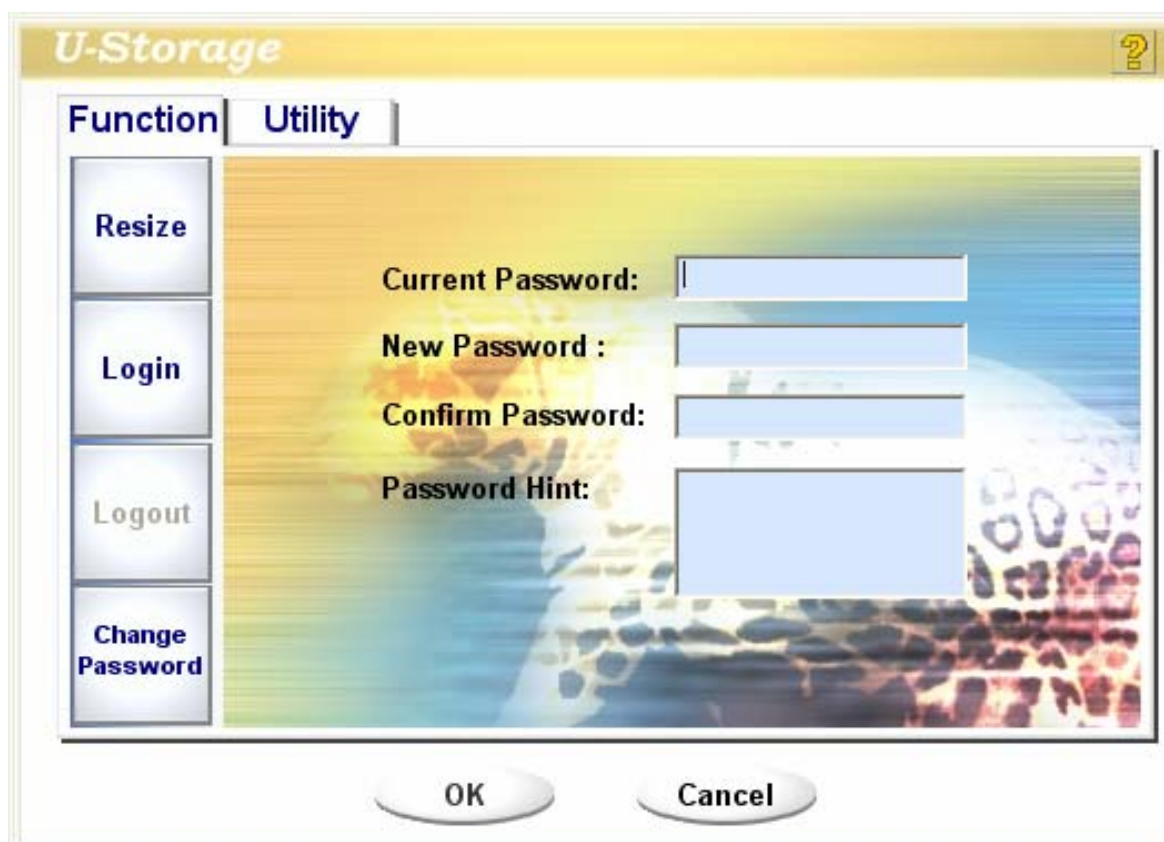 U-Storage
?
Function
Utility
Resize
Login
Logout
Change
Password
Current Password:
New Password :
Confirm Password:
Password Hint:
OK
Cancel